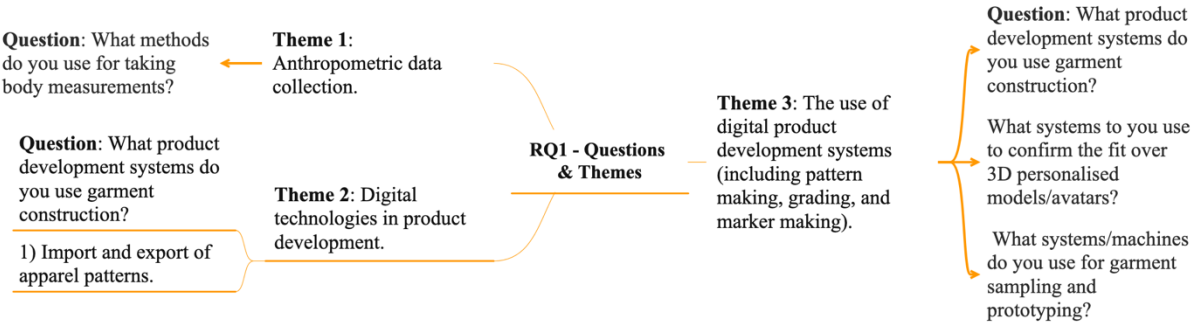 Question: What methods
do you use for taking
body measurements?
Theme 1:
Anthropometric data
collection.
Question: What product
development systems do
you use garment
construction?
1) Import and export of
apparel patterns.
Theme 2: Digital
technologies in product
development.
RQ1 - Questions
& Themes
Theme 3: The use of
digital product
development systems
(including pattern
making, grading, and
marker making).
Question: What product
development systems do
you use garment
construction?
What systems to you use
to confirm the fit over
3D personalised
models/avatars?
What systems/machines
do you use for garment
sampling and
prototyping?